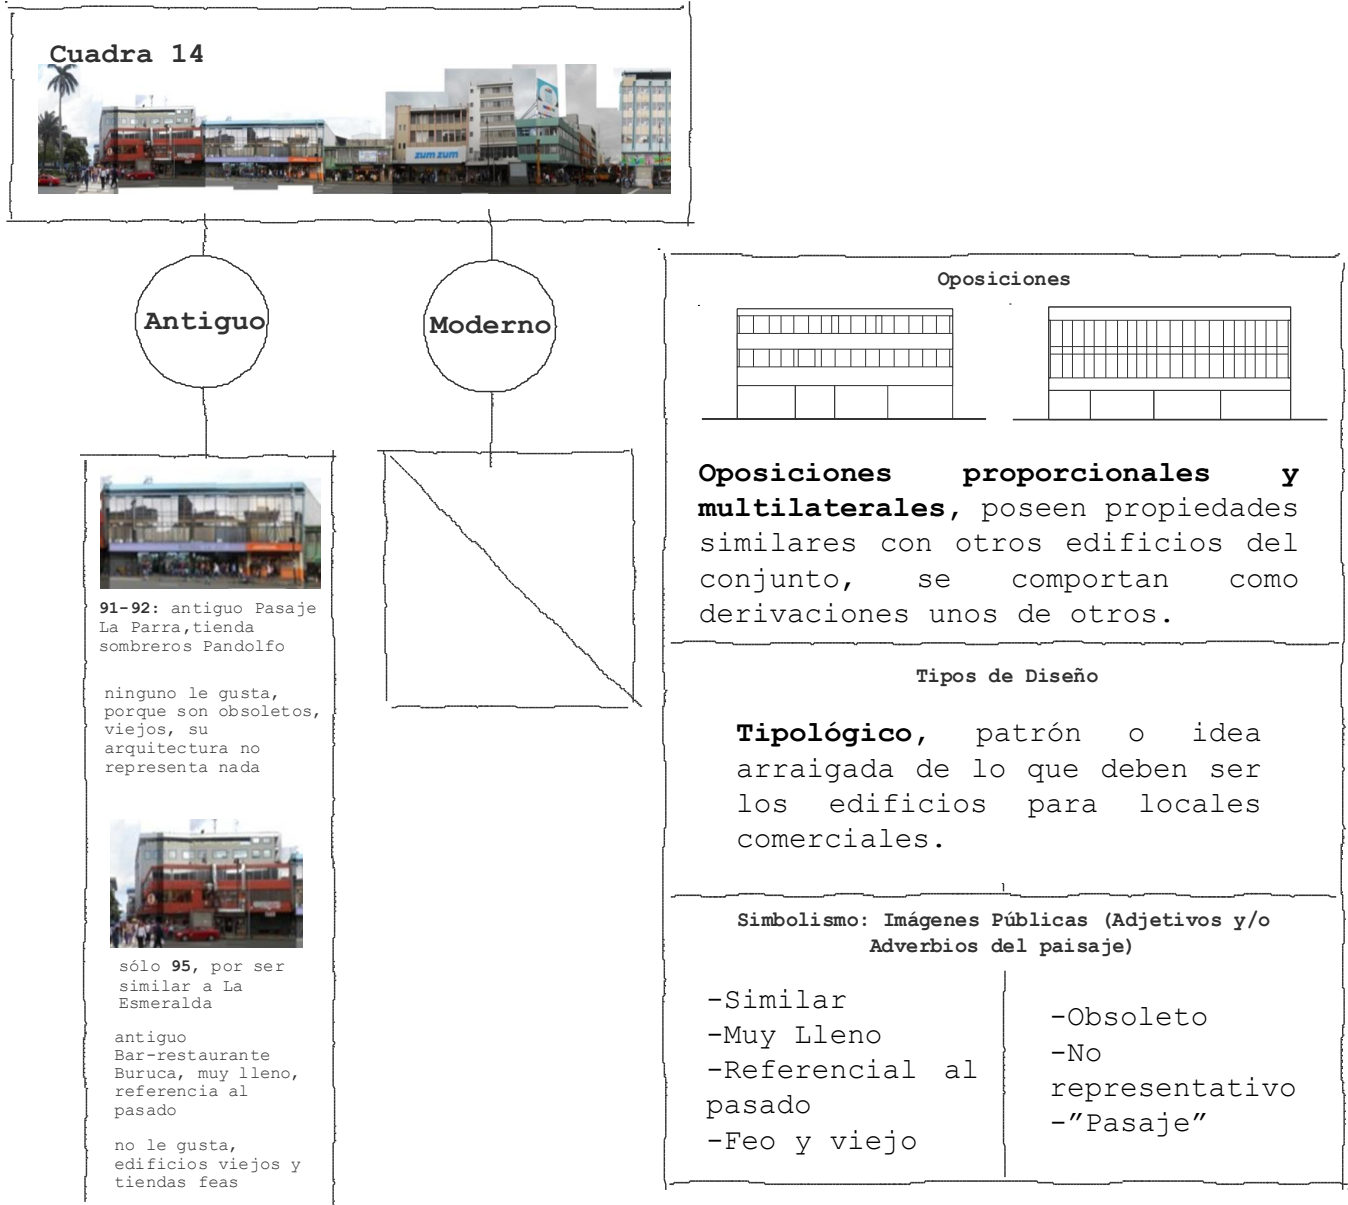 Cuadra 14
zum zum
Antiguo
Moderno
91-92: antiguo Pasaje
La Parra,tienda
sombreros Pandolfo
ninguno le gusta,
porque son obsoletos,
viejos, su
arquitectura no
representa nada
sólo 95, por ser
similar a La
Esmeralda
antiguo
Bar-restaurante
Buruca, muy lleno,
referencia al
pasado
no le gusta,
edificios viejos y
tiendas feas
Oposiciones
Oposiciones proporcionales y
multilaterales, poseen propiedades
similares con otros edificios del
conjunto, se comportan como
derivaciones unos de otros.
Tipos de Diseño
Tipológico, patrón o idea
arraigada de lo que deben ser
los edificios para locales
comerciales.
Simbolismo: Imágenes Públicas (Adjetivos y/o
Adverbios del paisaje)
-Similar
-Muy Lleno
-Referencial al
pasado
-Feo y viejo
-Obsoleto
-No
representativo
-"Pasaje"